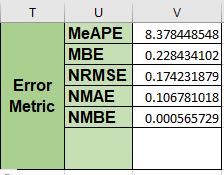 T U V
MeAPE 8.378448548
MBE 0.228434102
Error Metric
NRMSE 0.174231879
NMAE 0.106781018
NMBE 0.000565729